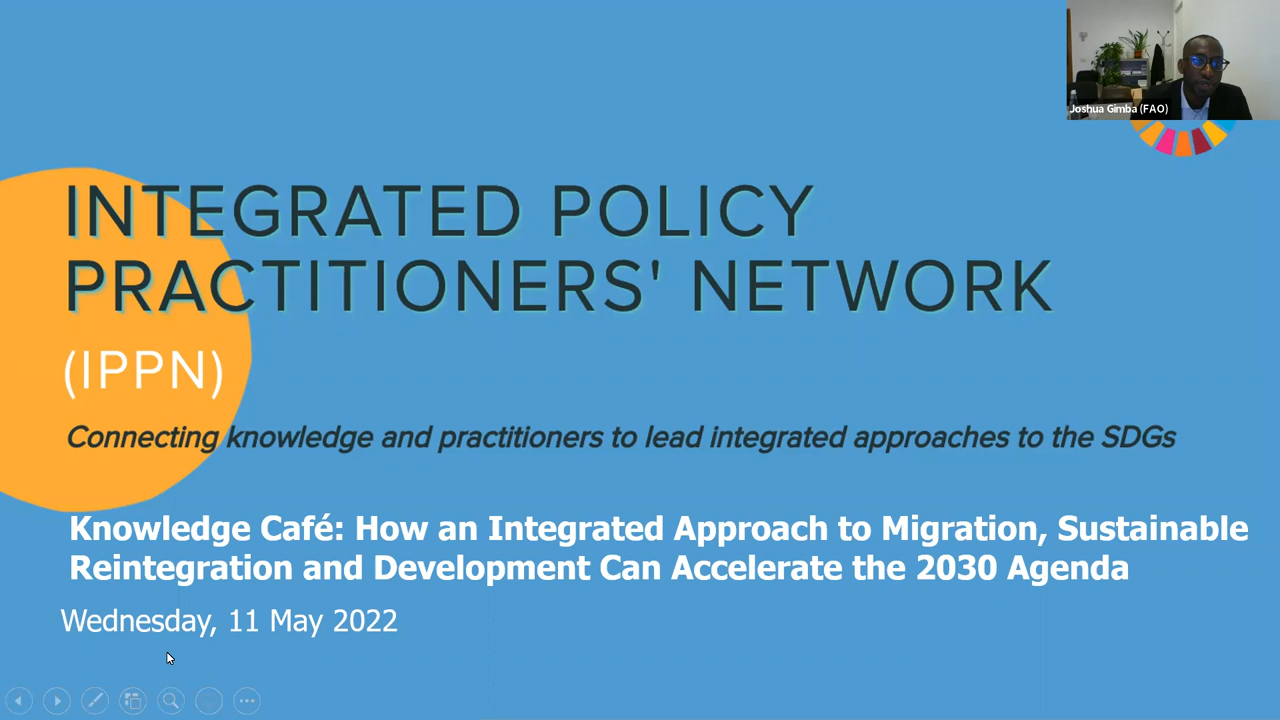 Joshua Gimba (FAO)
INTEGRATED POLICY
PRACTITIONERS' NETWORK
(IPPN)
Connecting knowledge and practitioners to lead integrated approaches to the SDGs
Knowledge Café: How an Integrated Approach to Migration, Sustainable
Reintegration and Development Can Accelerate the 2030 Agenda
Wednesday, 11 May 2022